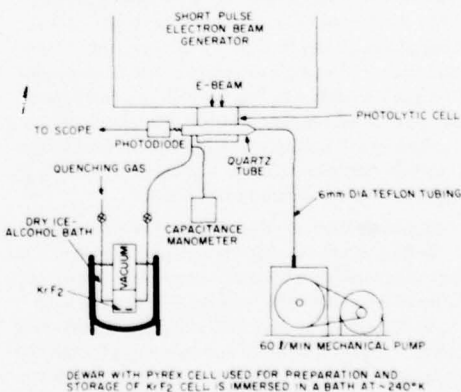 SHORT PULSE
ELECTRON BEAM
GENERATOR
E-BEAM
PHOTOLYTIC CELL
TO SCOPE
PHOTODIODE
QUARTZ
TUBE
QUENCHING GAS
6mm DIA TEFLON TUBING
DRY ICE-
ALCOHOL BATH
CAPACITANCE
MANOMETER
VACUUM
KrF2
60 l/MIN MECHANICAL PUMP
DEWAR WITH PYREX CELL USED FOR PREPARATION AND
STORAGE OF KrF2 CELL IS IMMERSED IN A BATH AT ~240°K